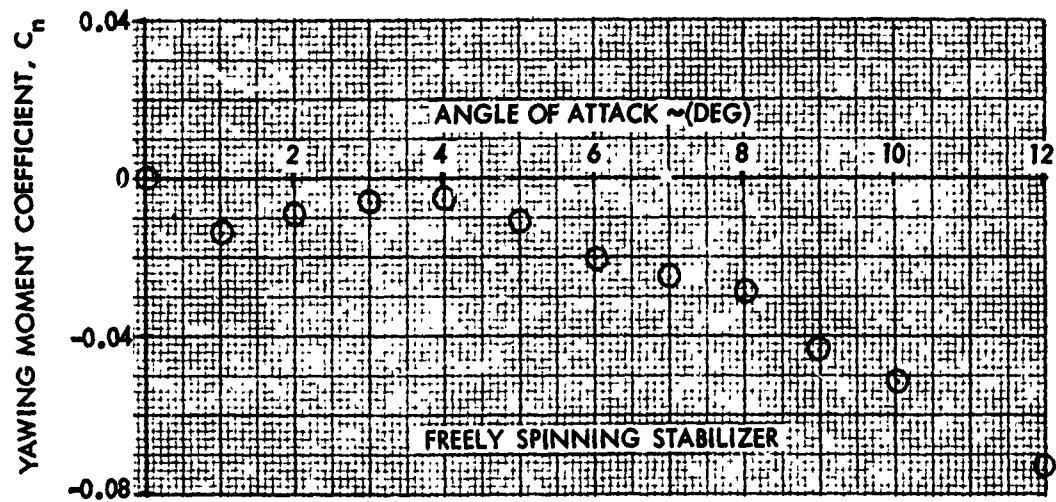 YAWING MOMENT COEFFICIENT, Cn
0.04
0
-0.04
-0.08
ANGLE OF ATTACK ~(DEG)
2 4 6 8 10 12
FREELY SPINNING STABILIZER